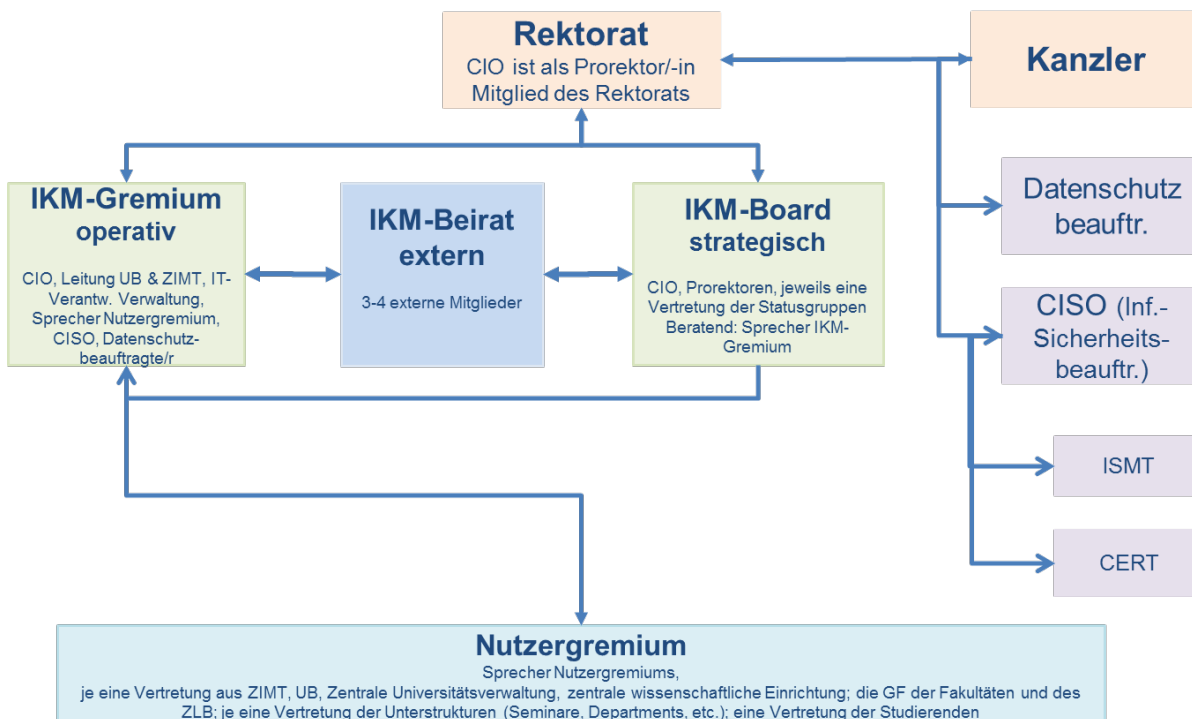 Rektorat
CIO ist als Prorektor/-in
Mitglied des Rektorats
Kanzler
IKM-Gremium
operativ
CIO, Leitung UB & ZIMT, IT-
Verantw. Verwaltung,
Sprecher Nutzergremium,
CISO, Datenschutz-
beauftragte/r
IKM-Beirat
extern
3-4 externe Mitglieder
IKM-Board
strategisch
CIO, Prorektoren, jeweils eine
Vertretung der Statusgruppen
Beratend: Sprecher IKM-
Gremium
Datenschutz
beauftr.
CISO (Inf.-
Sicherheits-
beauftr.)
ISMT
CERT
Nutzergremium
Sprecher Nutzergremiums,
je eine Vertretung aus ZIMT, UB, Zentrale Universitätsverwaltung, zentrale wissenschaftliche Einrichtung; die GF der Fakultäten und des
ZLB; je eine Vertretung der Unterstrukturen (Seminare, Departments, etc.); eine Vertretung der Studierenden